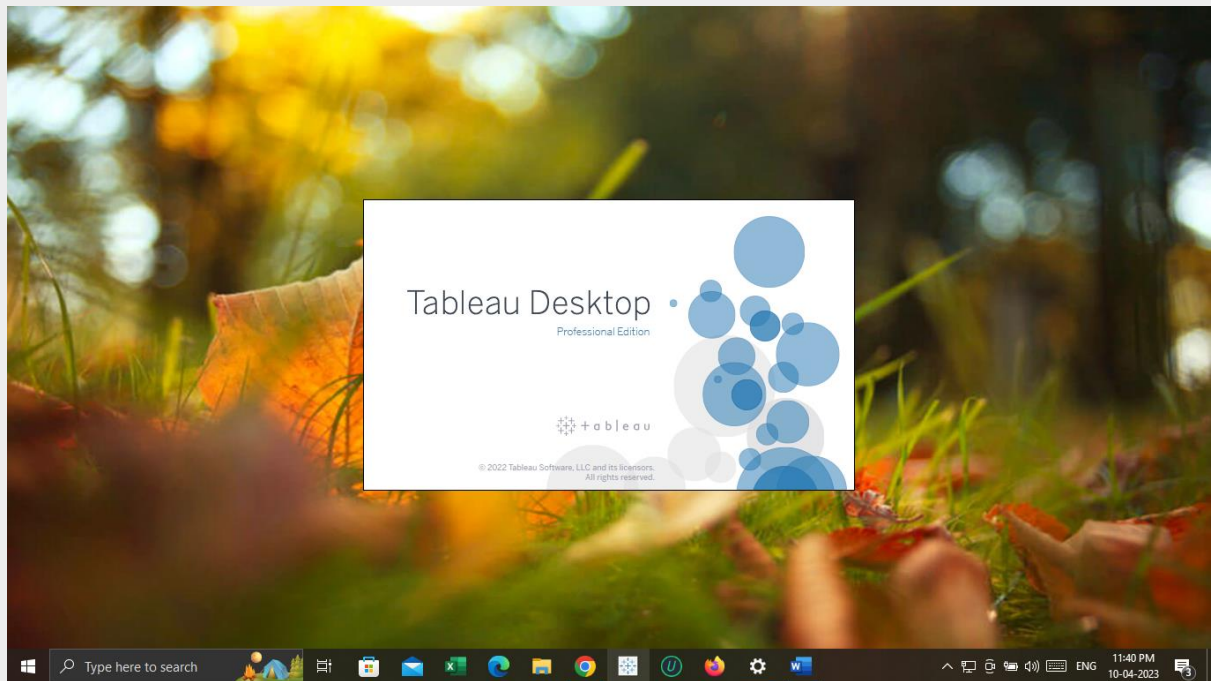 Tableau Desktop
Professional Edition
+ a b | e a u
© 2022 Tableau Software, LLC and its licensors.
All rights reserved.
Type here to search
ENG
11:40 PM
10-04-2023
3